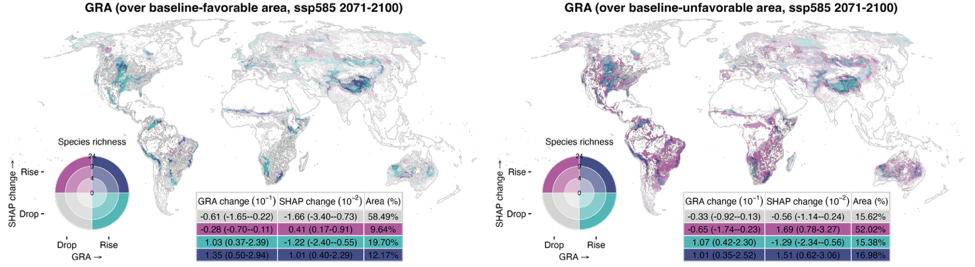 GRA (over baseline-favorable area, ssp585 2071-2100)
Species richness
24
8
4
0
SHAP change →
Rise
Drop
Drop Rise
GRA →
GRA change (10⁻¹) SHAP change (10⁻²) Area (%)
-0.61 (-1.65--0.22) -1.66 (-3.40--0.73) 58.49%
-0.28 (-0.70--0.11) 0.41 (0.17-0.91) 9.64%
1.03 (0.37-2.39) -1.22 (-2.40--0.55) 19.70%
1.35 (0.50-2.94) 1.01 (0.40-2.29) 12.17%
GRA (over baseline-unfavorable area, ssp585 2071-2100)
Species richness
24
8
4
0
SHAP change →
Rise
Drop
Drop Rise
GRA →
GRA change (10⁻¹) SHAP change (10⁻²) Area (%)
-0.33 (-0.92--0.13) -0.56 (-1.14--0.24) 15.62%
-0.65 (-1.74--0.23) 1.69 (0.78-3.27) 52.02%
1.07 (0.42-2.30) -1.29 (-2.34--0.56) 15.38%
1.01 (0.35-2.52) 1.51 (0.62-3.06) 16.98%